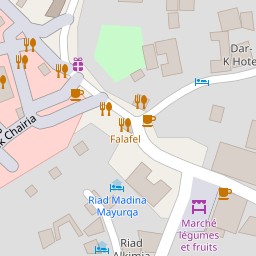 Dar-
K Hote
K Chairia
Falafel
Riad Madina
Mayurqa
Marché
légumes
et fruits
Riad
Alkimia